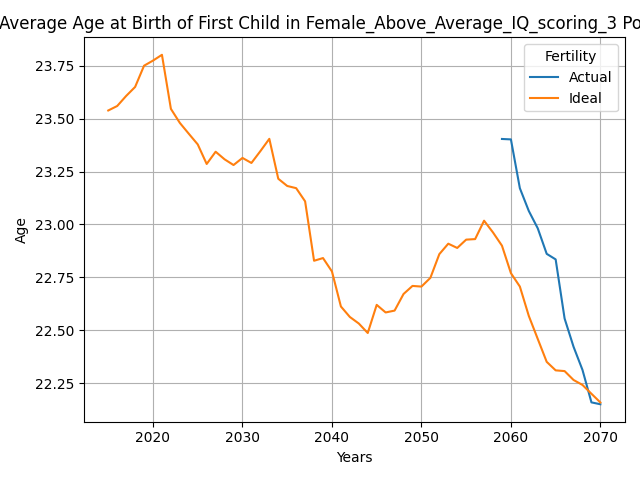 Average Age at Birth of First Child in Female_Above_Average_IQ_scoring_3 Po
Fertility
Actual
Ideal
23.75
23.50
23.25
23.00
22.75
22.50
22.25
Age
2020 2030 2040 2050 2060 2070
Years